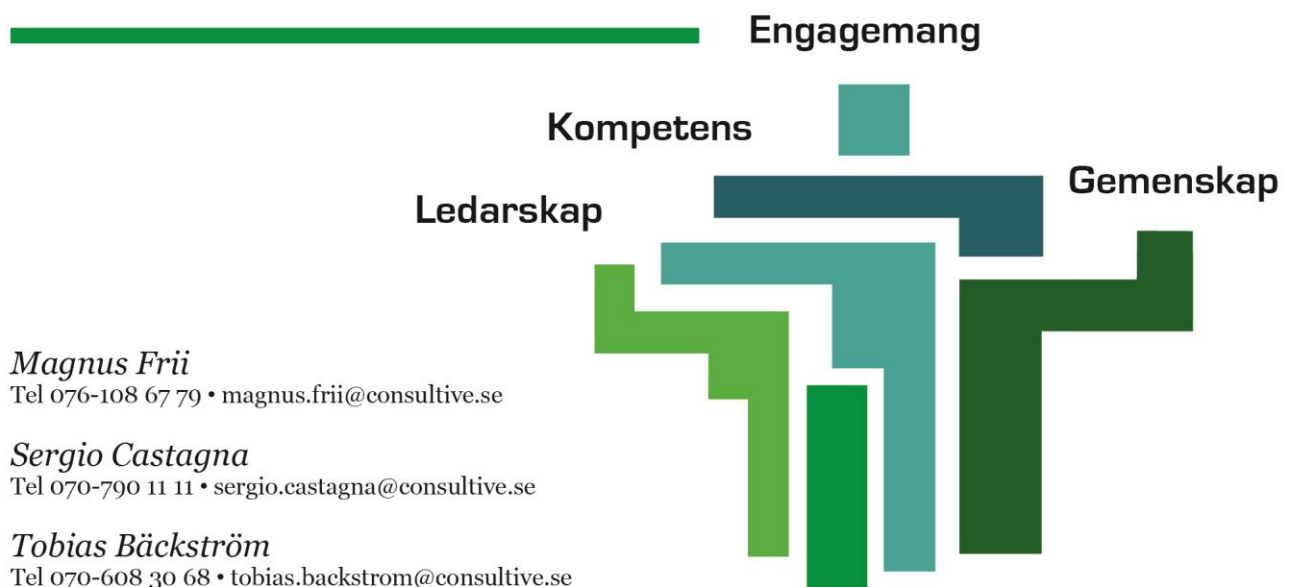 Engagemang
Kompetens
Gemenskap
Ledarskap
Magnus Frii
Tel 076-108 67 79 • magnus.frii@consultive.se
Sergio Castagna
Tel 070-790 11 11 • sergio.castagna@consultive.se
Tobias Bäckström
Tel 070-608 30 68 • tobias.backstrom@consultive.se